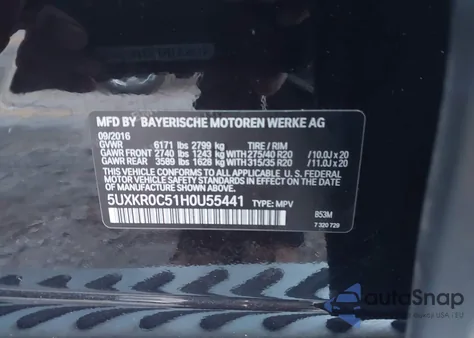 MFD BY BAYERISCHE MOTOREN WERKE AG
09/2016
GVWR 6171 lbs 2799 kg TIRE / RIM
GAWR FRONT 2740 lbs 1243 kg WITH 275/40 R20 /10.0J x 20
GAWR REAR 3589 lbs 1628 kg WITH 315/35 R20 /11.0J x 20
THIS VEHICLE CONFORMS TO ALL APPLICABLE U.S. FEDERAL
MOTOR VEHICLE SAFETY STANDARDS IN EFFECT ON THE
DATE OF MANUFACTURE SHOWN ABOVE.
5UXKR0C51H0U55441 TYPE: MPV
B53M
7 320 729
autoSnap
US | EU